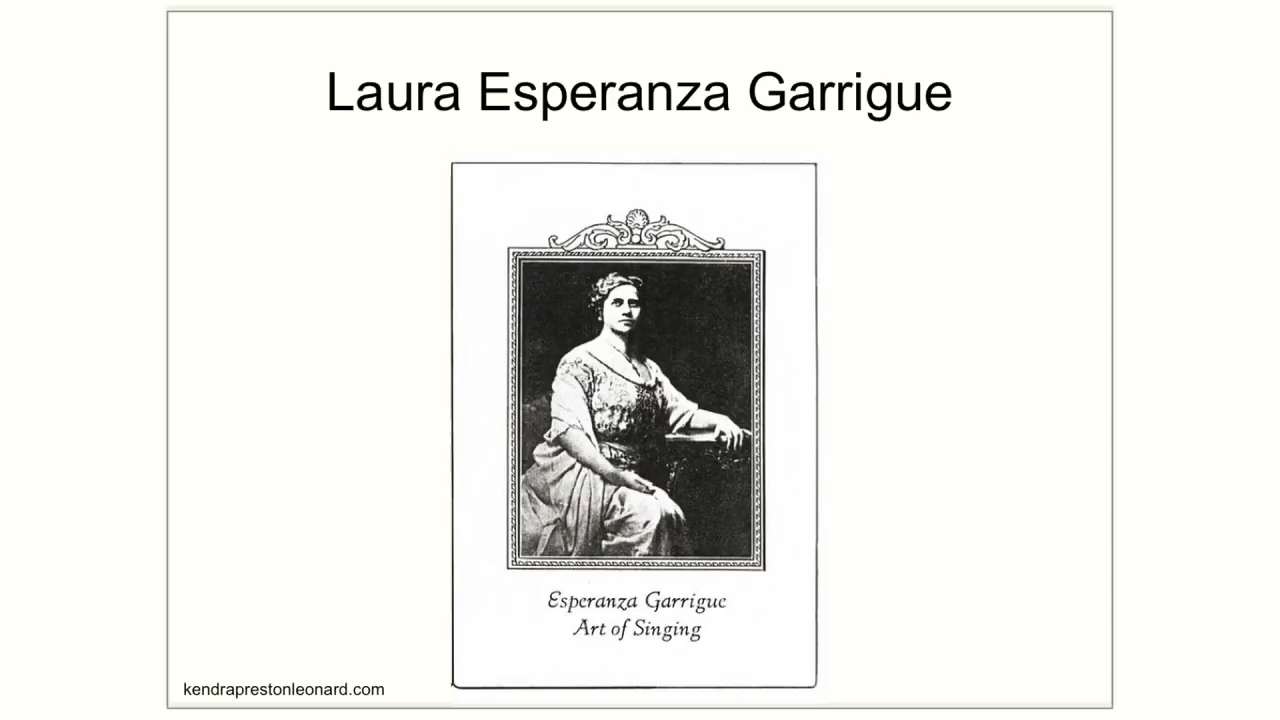 Laura Esperanza Garrigue
Esperanza Garrigue
Art of Singing
kendraprestonleonard.com